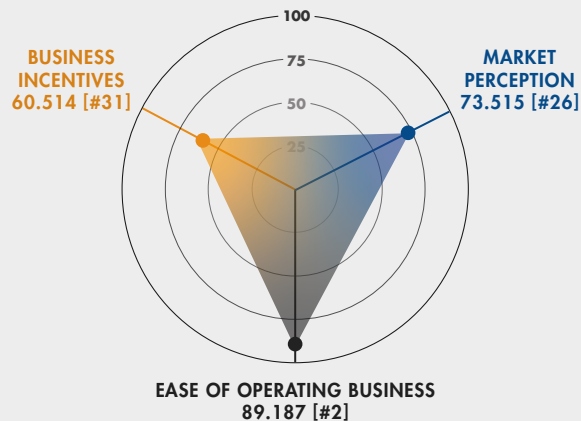 100
75
50
25
BUSINESS
INCENTIVES
60.514 [#31]
MARKET
PERCEPTION
73.515 [#26]
EASE OF OPERATING BUSINESS
89.187 [#2]